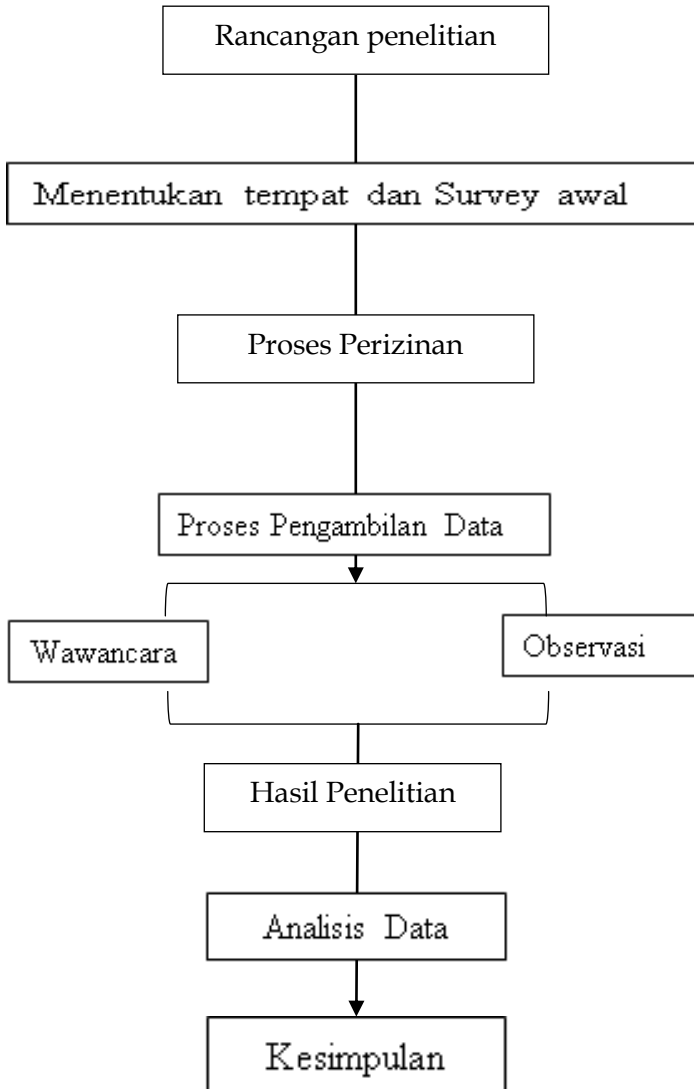 Rancangan penelitian
Menentukan tempat dan Survey awal
Proses Perizinan
Proses Pengambilan Data
Wawancara
Observasi
Hasil Penelitian
Analisis Data
Kesimpulan